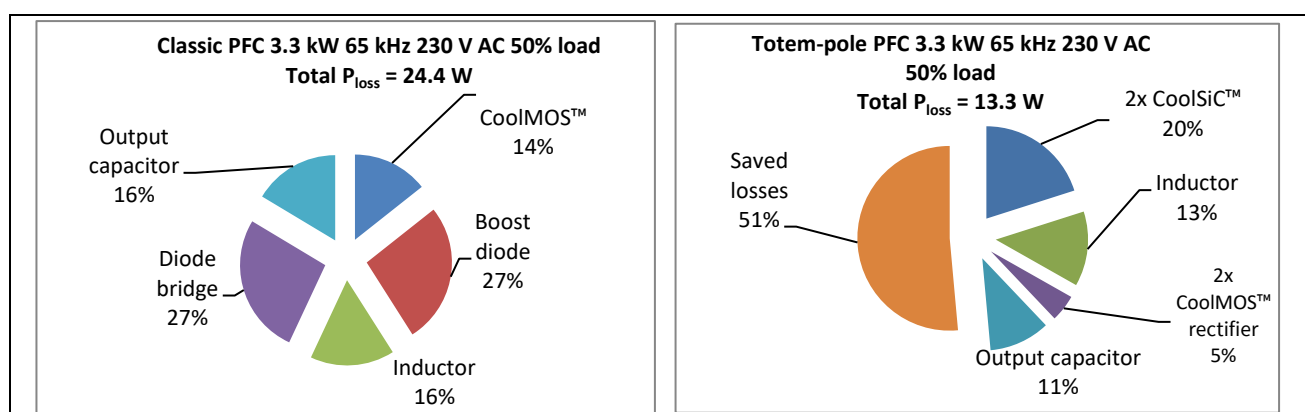 Classic PFC 3.3 kW 65 kHz 230 V AC 50% load
Total Ploss = 24.4 W
CoolMOS™
14%
Output
capacitor
16%
Boost
diode
27%
Diode
bridge
27%
Inductor
16%
Totem-pole PFC 3.3 kW 65 kHz 230 V AC
50% load
Total Ploss = 13.3 W
2x CoolSiC™
20%
Saved
losses
51%
Inductor
13%
2x
CoolMOS™
rectifier
5%
Output capacitor
11%